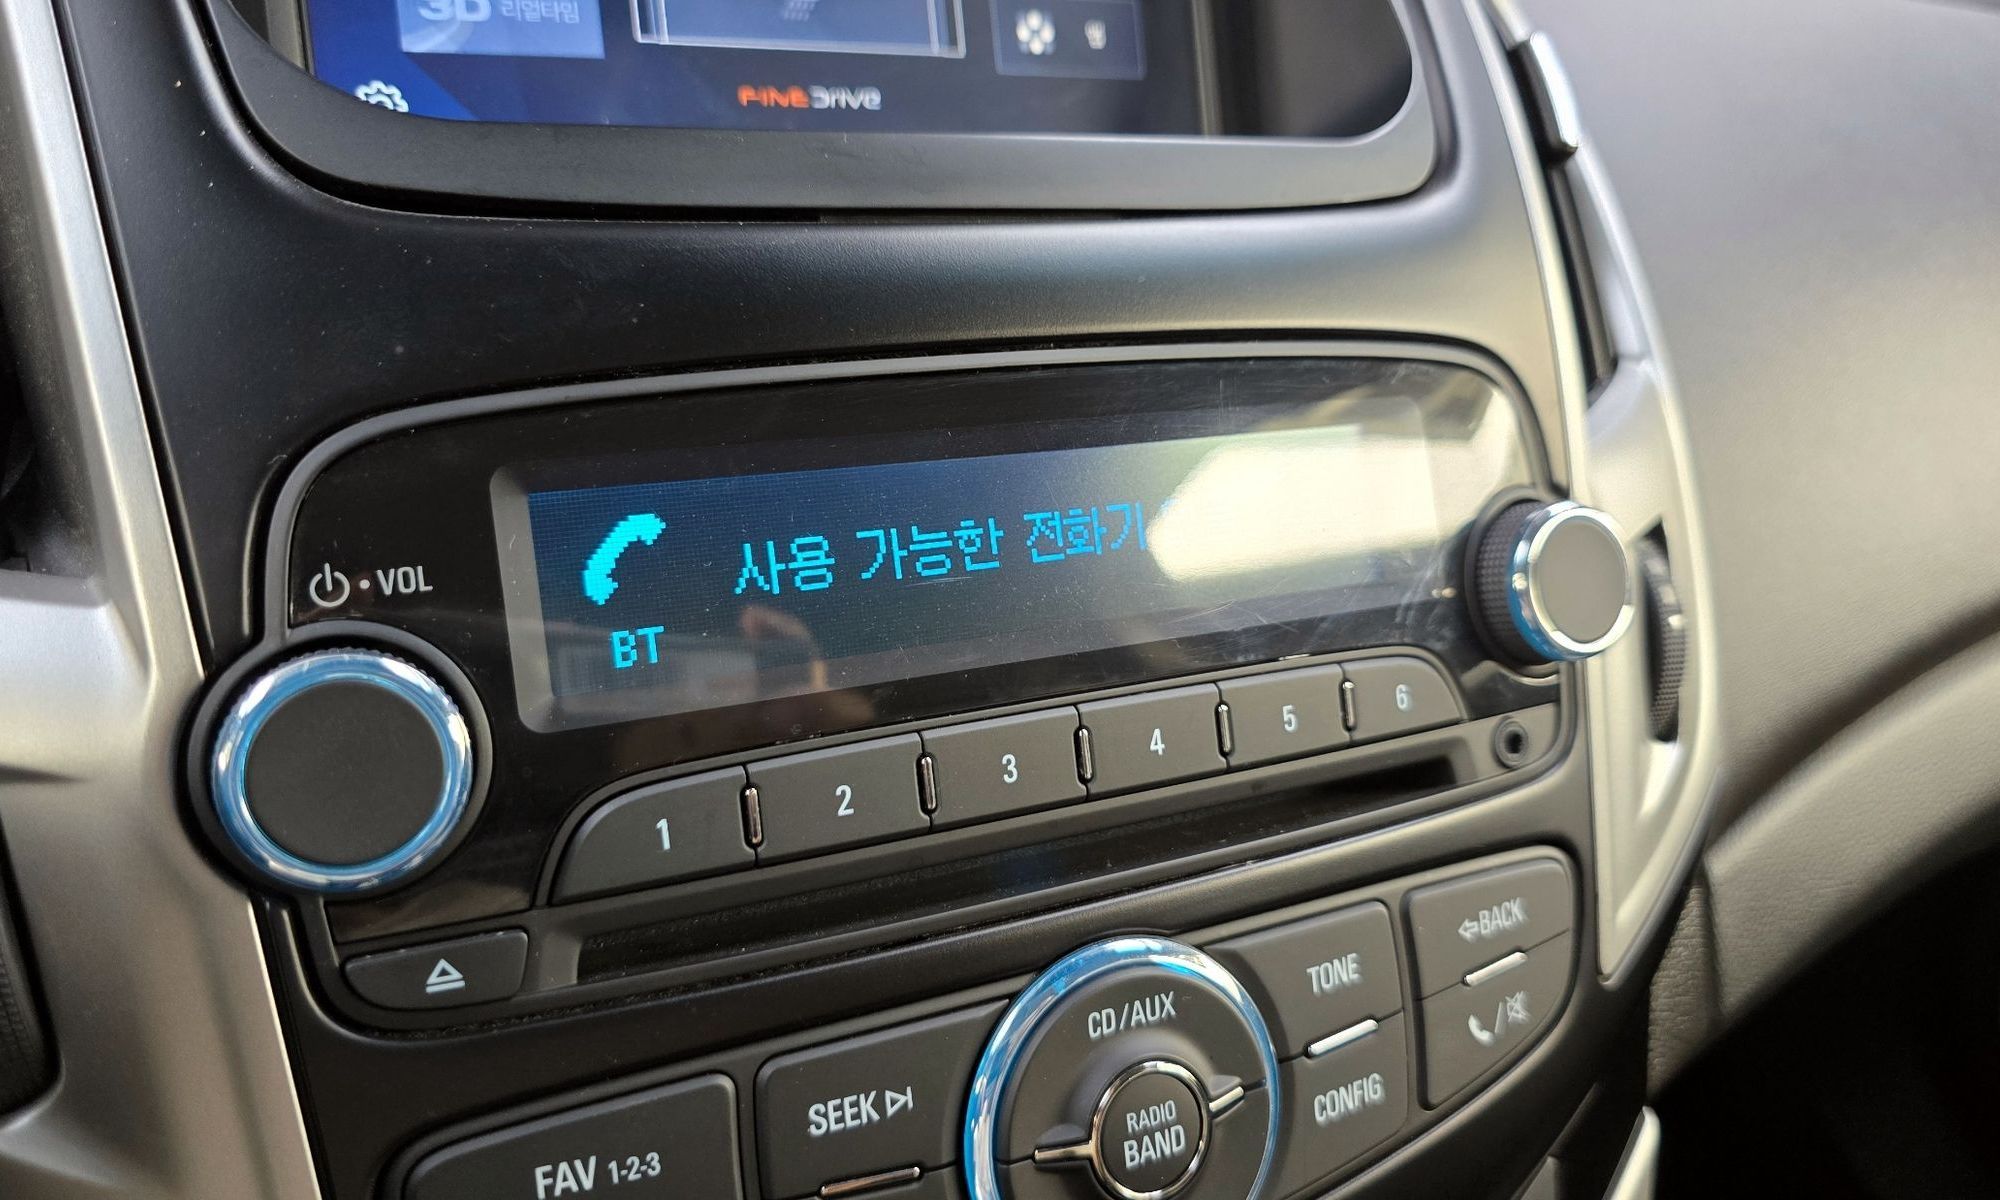 3D 리얼타임
FINEDRIVE
VOL
사용 가능한 전화기
BT
1
2
3
4
5
6
BACK
TONE
CD/AUX
SEEK
CONFIG
RADIO
BAND
FAV 1-2-3